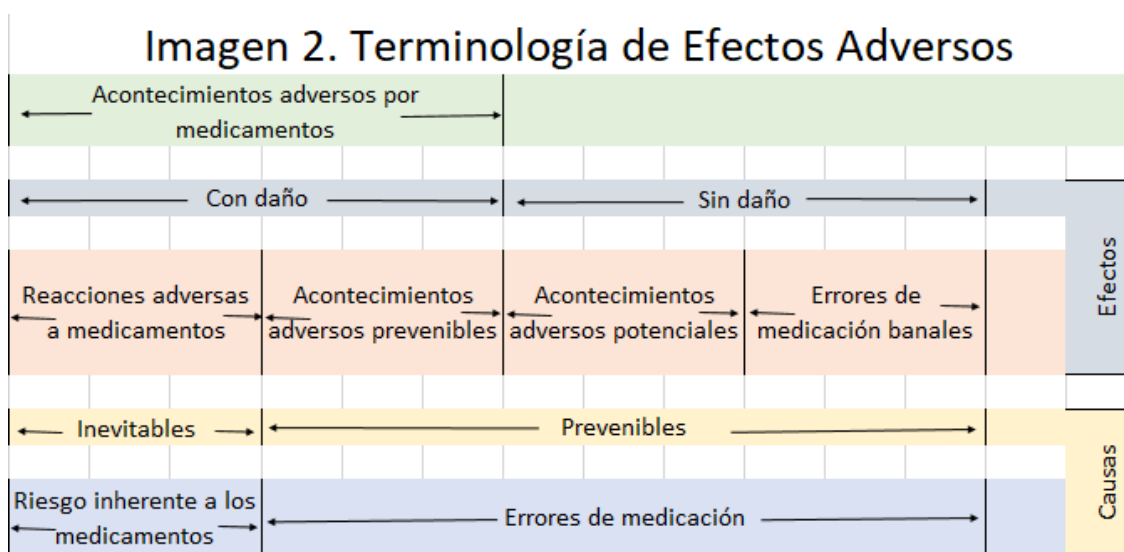 Imagen 2. Terminología de Efectos Adversos
Acontecimientos adversos por
medicamentos
Con daño
Sin daño
Reacciones adversas
a medicamentos
Acontecimientos
adversos prevenibles
Acontecimientos
adversos potenciales
Errores de
medicación banales
Efectos
Inevitables
Prevenibles
Riesgo inherente a los
medicamentos
Errores de medicación
Causas